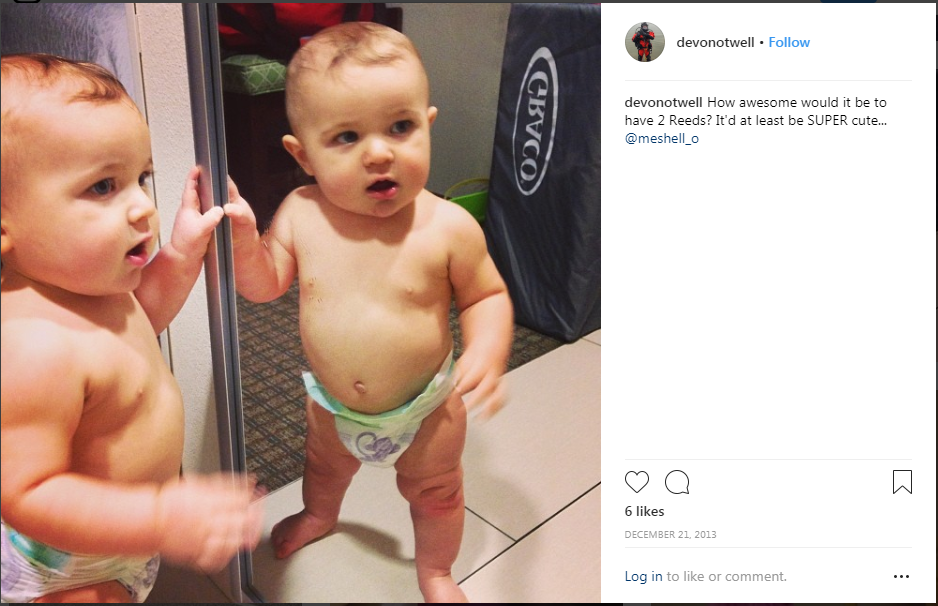 GRACO
devonotwell • Follow
devonotwell How awesome would it be to
have 2 Reeds? It'd at least be SUPER cute...
@meshell_o
6 likes
DECEMBER 21, 2013
Log in to like or comment.